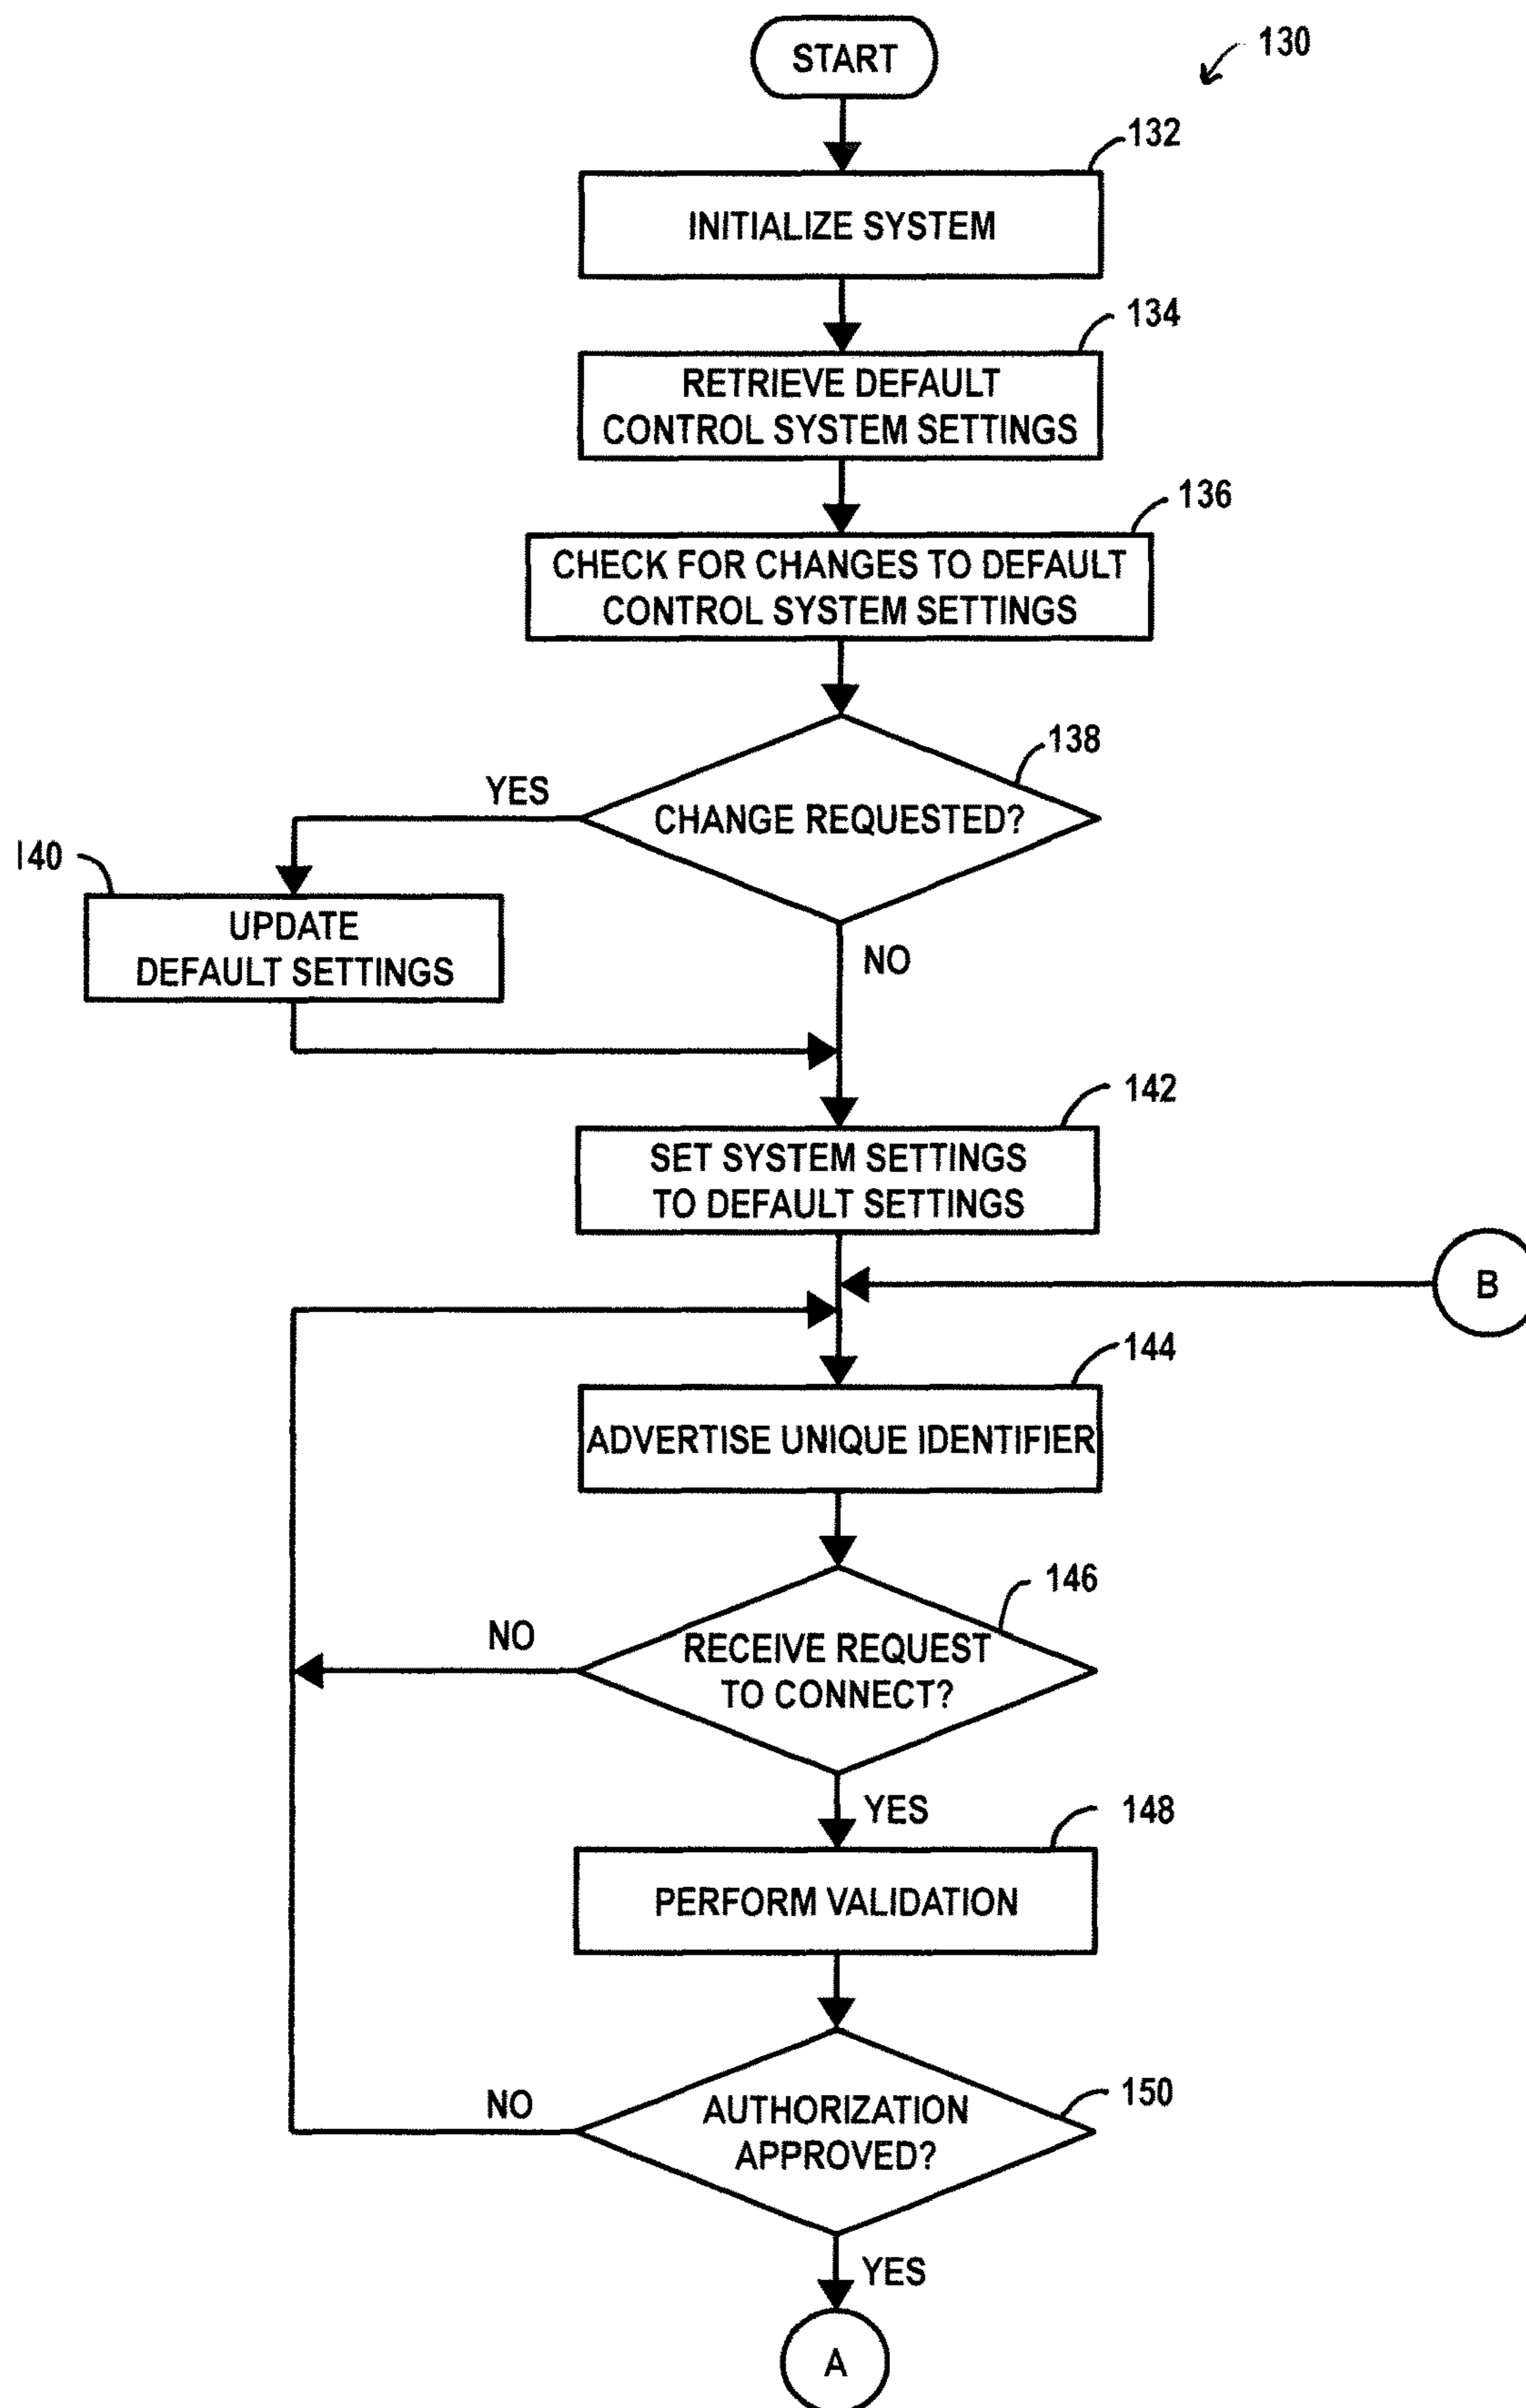 START
130
132
INITIALIZE SYSTEM
134
RETRIEVE DEFAULT
CONTROL SYSTEM SETTINGS
136
CHECK FOR CHANGES TO DEFAULT
CONTROL SYSTEM SETTINGS
138
YES
CHANGE REQUESTED?
140
UPDATE
DEFAULT SETTINGS
NO
142
SET SYSTEM SETTINGS
TO DEFAULT SETTINGS
B
144
ADVERTISE UNIQUE IDENTIFIER
146
NO
RECEIVE REQUEST
TO CONNECT?
YES
148
PERFORM VALIDATION
150
NO
AUTHORIZATION
APPROVED?
YES
A